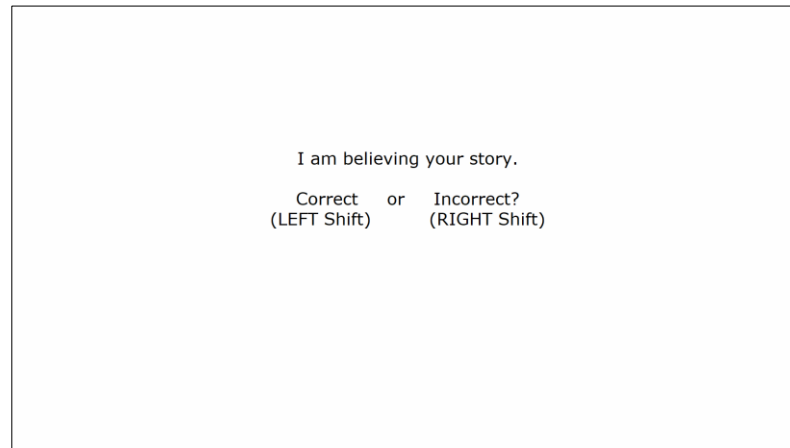 I am believing your story.
Correct or Incorrect?
(LEFT Shift) (RIGHT Shift)